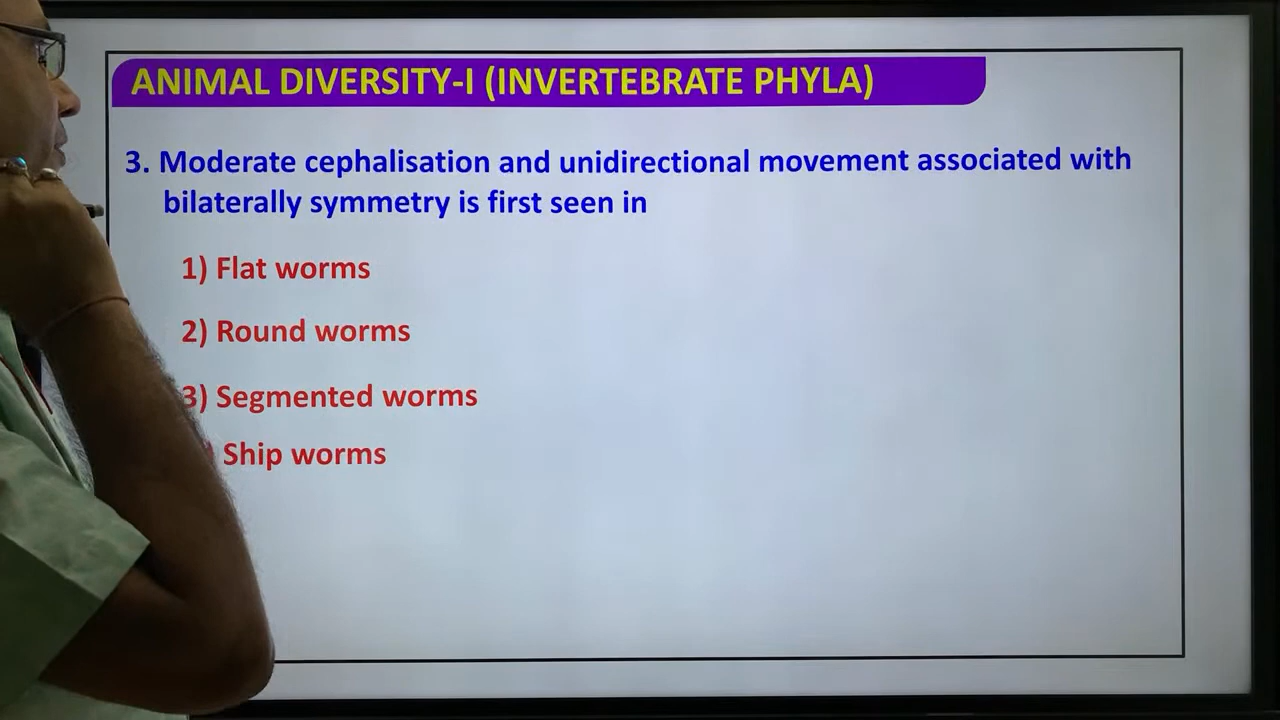 ANIMAL DIVERSITY-I (INVERTEBRATE PHYLA)
3. Moderate cephalisation and unidirectional movement associated with
bilaterally symmetry is first seen in
1) Flat worms
2) Round worms
3) Segmented worms
) Ship worms